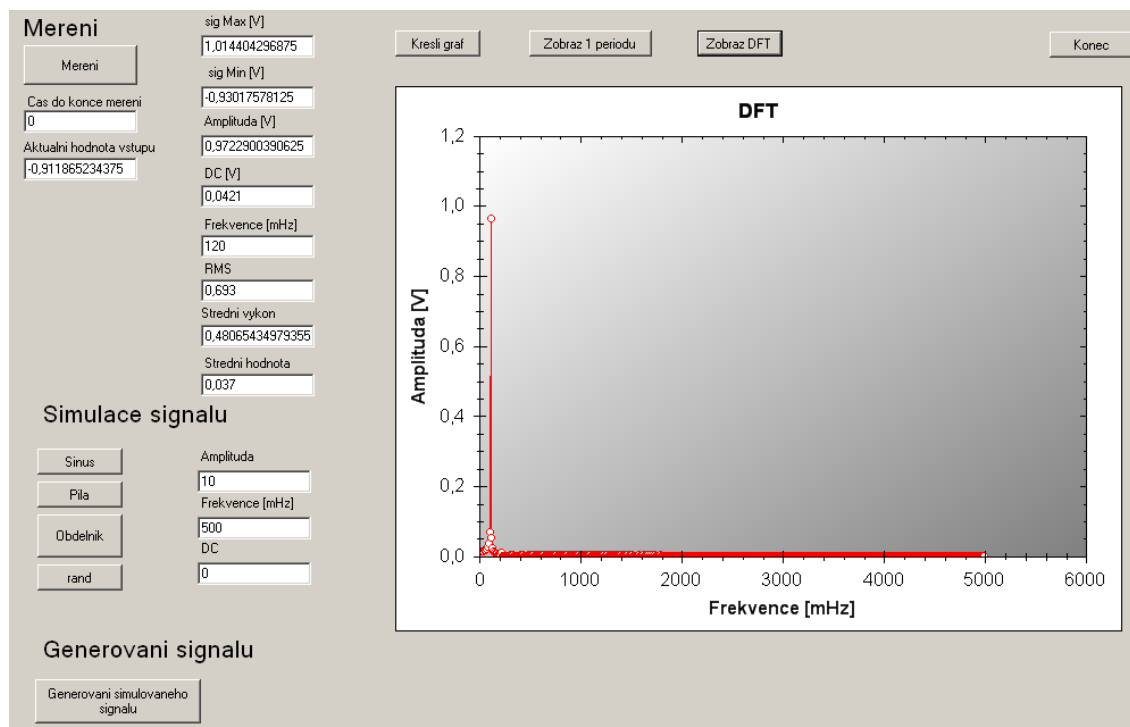 Mereni
Mereni
Cas do konce mereni
0
Aktualni hodnota vstupu
-0,911865234375
sig Max [V]
1,014404296875
sig Min [V]
-0,93017578125
Amplituda [V]
0,9722900390625
DC [V]
0,0421
Frekvence [mHz]
120
RMS
0,693
Stredni vykon
0,48065434979355
Stredni hodnota
0,037
Kresli graf
Zobraz 1 periodu
Zobraz DFT
Konec
DFT
Amplituda [V]
1,2
1,0
0,8
0,6
0,4
0,2
0,0
0 1000 2000 3000 4000 5000 6000
Frekvence [mHz]
Simulace signalu
Sinus
Pila
Obdelnik
rand
Amplituda
10
Frekvence [mHz]
500
DC
0
Generovani signalu
Generovani simulovaneho
signalu